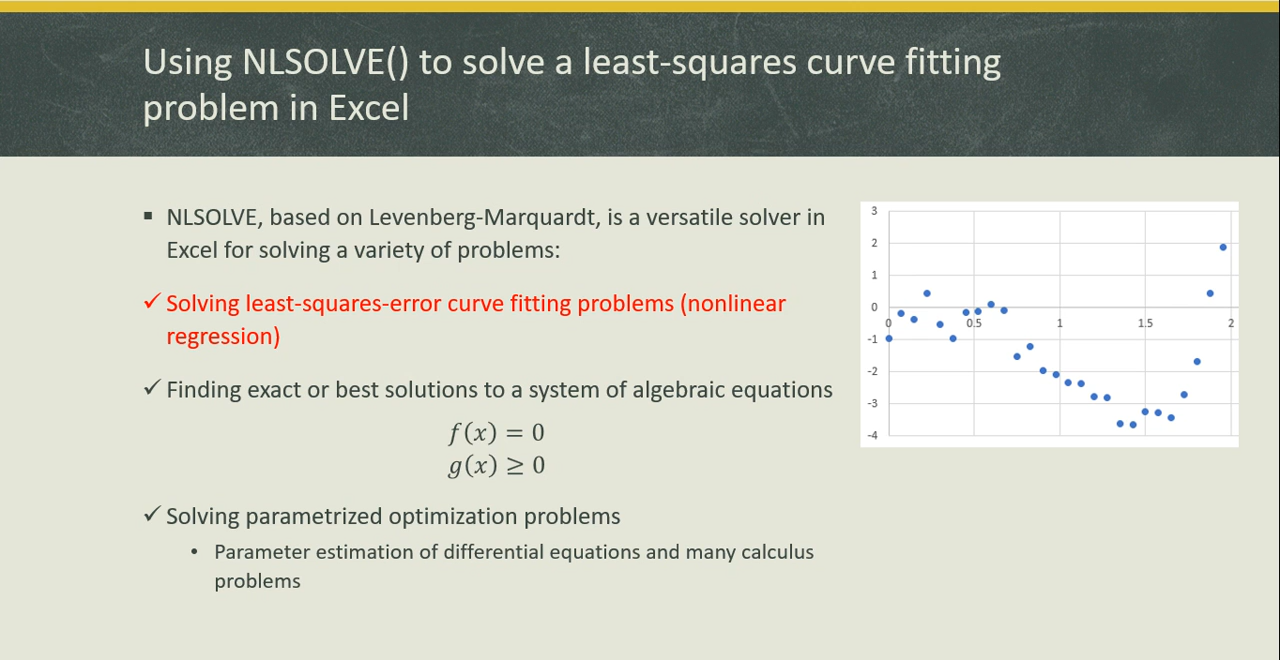 Using NLSOLVE() to solve a least-squares curve fitting
problem in Excel
▪ NLSOLVE, based on Levenberg-Marquardt, is a versatile solver in
Excel for solving a variety of problems:
✓ Solving least-squares-error curve fitting problems (nonlinear
regression)
✓ Finding exact or best solutions to a system of algebraic equations
f(x) = 0
g(x) ≥ 0
✓ Solving parametrized optimization problems
• Parameter estimation of differential equations and many calculus
problems
3
2
1
0
0 0.5 1 1.5 2
-1
-2
-3
-4